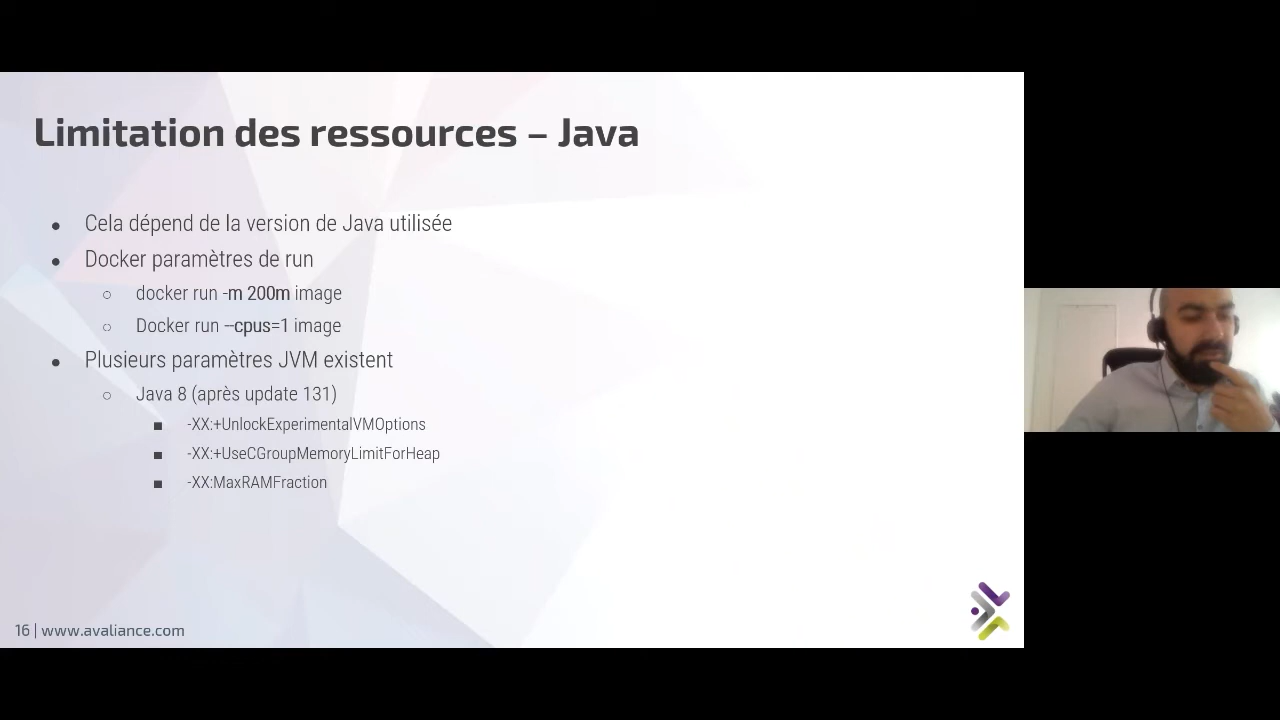 Limitation des ressources – Java
● Cela dépend de la version de Java utilisée
● Docker paramètres de run
○ docker run -m 200m image
○ Docker run –cpus=1 image
● Plusieurs paramètres JVM existent
○ Java 8 (après update 131)
■ -XX:+UnlockExperimentalVMOptions
■ -XX:+UseCGroupMemoryLimitForHeap
■ -XX:MaxRAMFraction
16 | www.avaliance.com